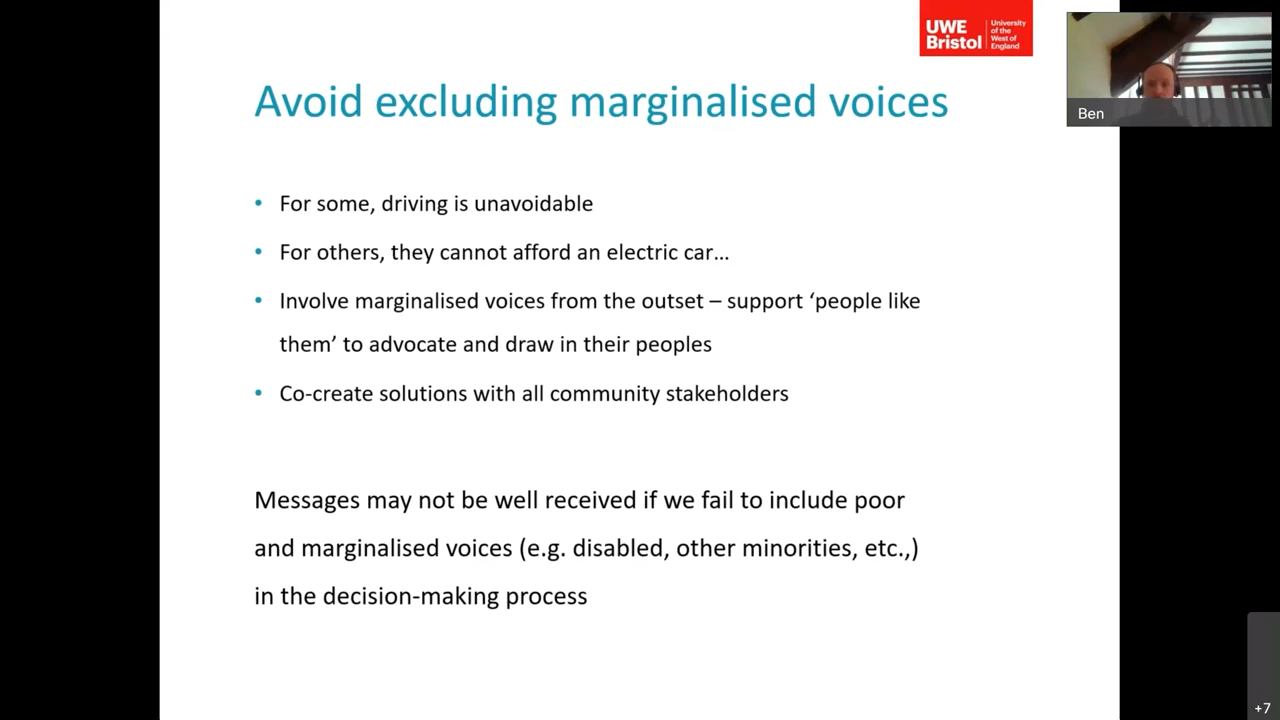 UWE Bristol
University of the West of England
Ben
Avoid excluding marginalised voices
• For some, driving is unavoidable
• For others, they cannot afford an electric car…
• Involve marginalised voices from the outset – support ‘people like
them’ to advocate and draw in their peoples
• Co-create solutions with all community stakeholders
Messages may not be well received if we fail to include poor
and marginalised voices (e.g. disabled, other minorities, etc.,)
in the decision-making process
+7